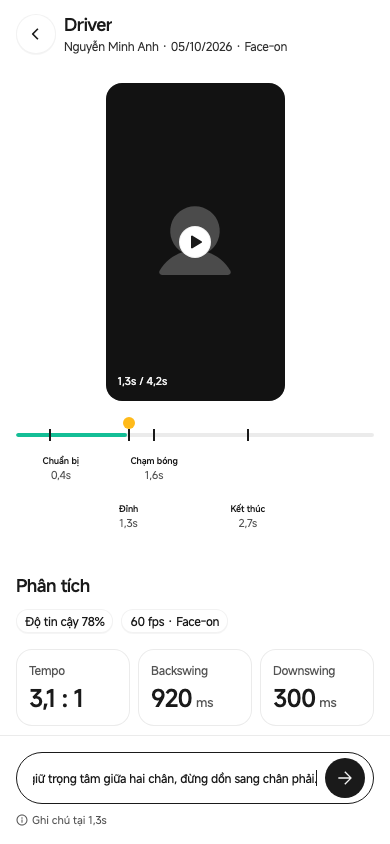 Driver
Nguyễn Minh Anh · 05/10/2026 · Face-on
1,3s / 4,2s
Chuẩn bị
0,4s
Chạm bóng
1,6s
Đỉnh
1,3s
Kết thúc
2,7s
Phân tích
Độ tin cậy 78%
60 fps · Face-on
Tempo
3,1 : 1
Backswing
920 ms
Downswing
300 ms
trọng tâm giữa hai chân, đừng dồn sang chân phải.
Ghi chú tại 1,3s